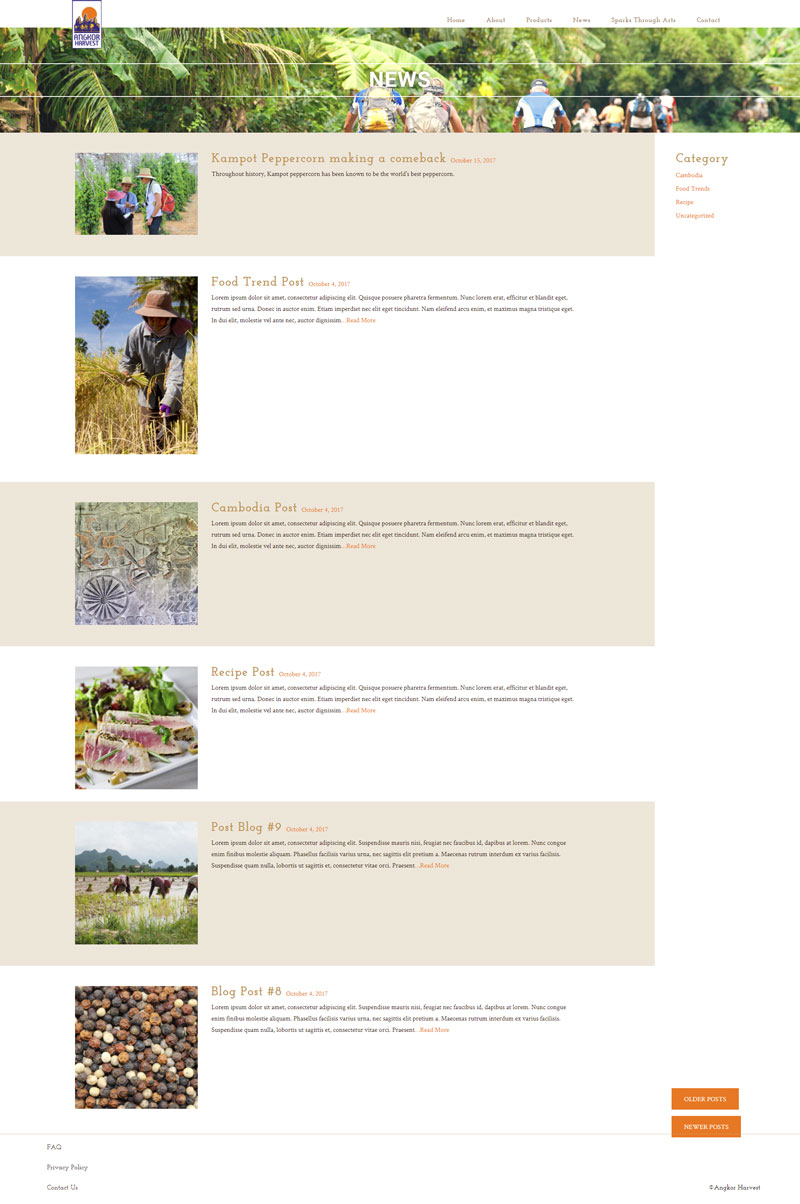 ANGKOR
HARVEST
Home About Products News Sparks Through Arts Contact
NEWS
Kampot Peppercorn making a comeback October 15, 2017
Throughout history, Kampot peppercorn has been known to be the world's best peppercorn.
Category
Cambodia
Food Trends
Recipe
Uncategorized
Food Trend Post October 4, 2017
Lorem ipsum dolor sit amet, consectetur adipiscing elit. Quisque posuere pharetra fermentum. Nunc lorem erat, efficitur et blandit eget,
rutrum sed urna. Donec in auctor enim. Etiam imperdiet nec elit eget tincidunt. Nam eleifend arcu enim, et maximus magna tristique eget.
In dui elit, molestie vel ante nec, auctor dignissim…Read More
Cambodia Post October 4, 2017
Lorem ipsum dolor sit amet, consectetur adipiscing elit. Quisque posuere pharetra fermentum. Nunc lorem erat, efficitur et blandit eget,
rutrum sed urna. Donec in auctor enim. Etiam imperdiet nec elit eget tincidunt. Nam eleifend arcu enim, et maximus magna tristique eget.
In dui elit, molestie vel ante nec, auctor dignissim…Read More
Recipe Post October 4, 2017
Lorem ipsum dolor sit amet, consectetur adipiscing elit. Quisque posuere pharetra fermentum. Nunc lorem erat, efficitur et blandit eget,
rutrum sed urna. Donec in auctor enim. Etiam imperdiet nec elit eget tincidunt. Nam eleifend arcu enim, et maximus magna tristique eget.
In dui elit, molestie vel ante nec, auctor dignissim…Read More
Post Blog #9 October 4, 2017
Lorem ipsum dolor sit amet, consectetur adipiscing elit. Suspendisse mauris nisi, feugiat nec faucibus id, dapibus at lorem. Nunc congue
enim finibus molestie aliquam. Phasellus facilisis varius urna, nec sagittis elit pretium a. Maecenas rutrum interdum ex varius facilisis.
Suspendisse quam nulla, lobortis ut sagittis et, consectetur vitae orci. Praesent…Read More
Blog Post #8 October 4, 2017
Lorem ipsum dolor sit amet, consectetur adipiscing elit. Suspendisse mauris nisi, feugiat nec faucibus id, dapibus at lorem. Nunc congue
enim finibus molestie aliquam. Phasellus facilisis varius urna, nec sagittis elit pretium a. Maecenas rutrum interdum ex varius facilisis.
Suspendisse quam nulla, lobortis ut sagittis et, consectetur vitae orci. Praesent…Read More
OLDER POSTS
NEWER POSTS
FAQ
Privacy Policy
Contact Us
©Angkor Harvest